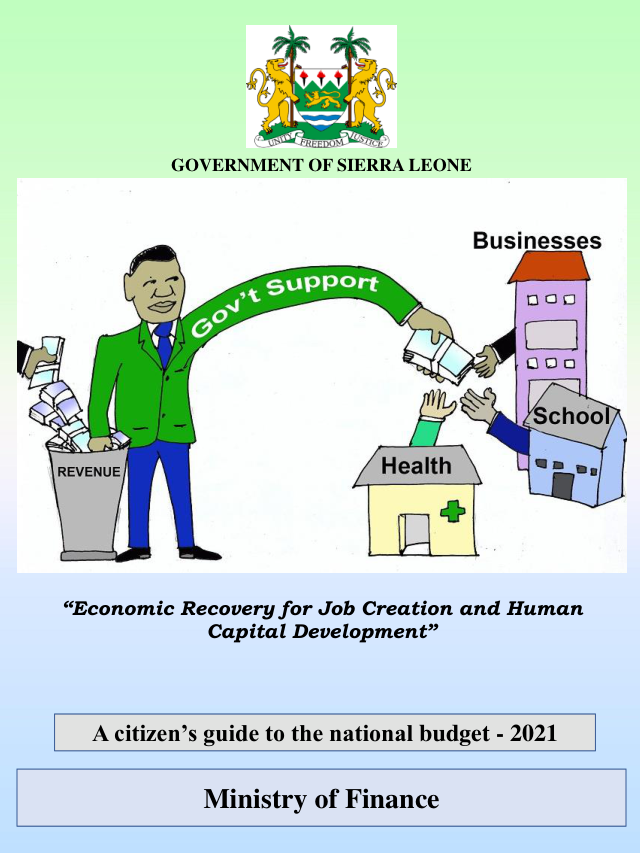 UNITY FREEDOM JUSTICE
GOVERNMENT OF SIERRA LEONE
Businesses
Gov't Support
School
Health
REVENUE
“Economic Recovery for Job Creation and Human
Capital Development”
A citizen’s guide to the national budget - 2021
Ministry of Finance